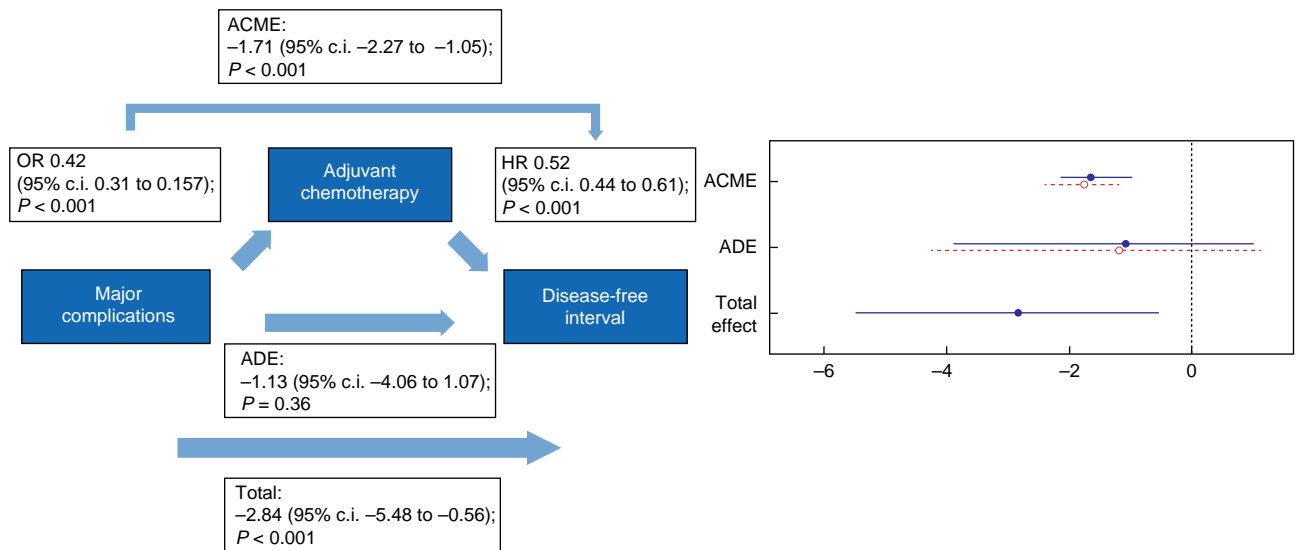 ACME:
–1.71 (95% c.i. –2.27 to –1.05);
P < 0.001
OR 0.42
(95% c.i. 0.31 to 0.157);
P < 0.001
Adjuvant
chemotherapy
HR 0.52
(95% c.i. 0.44 to 0.61);
P < 0.001
Major
complications
Disease-free
interval
ADE:
–1.13 (95% c.i. –4.06 to 1.07);
P = 0.36
Total:
–2.84 (95% c.i. –5.48 to –0.56);
P < 0.001
ACME
ADE
Total
effect
–6 –4 –2 0